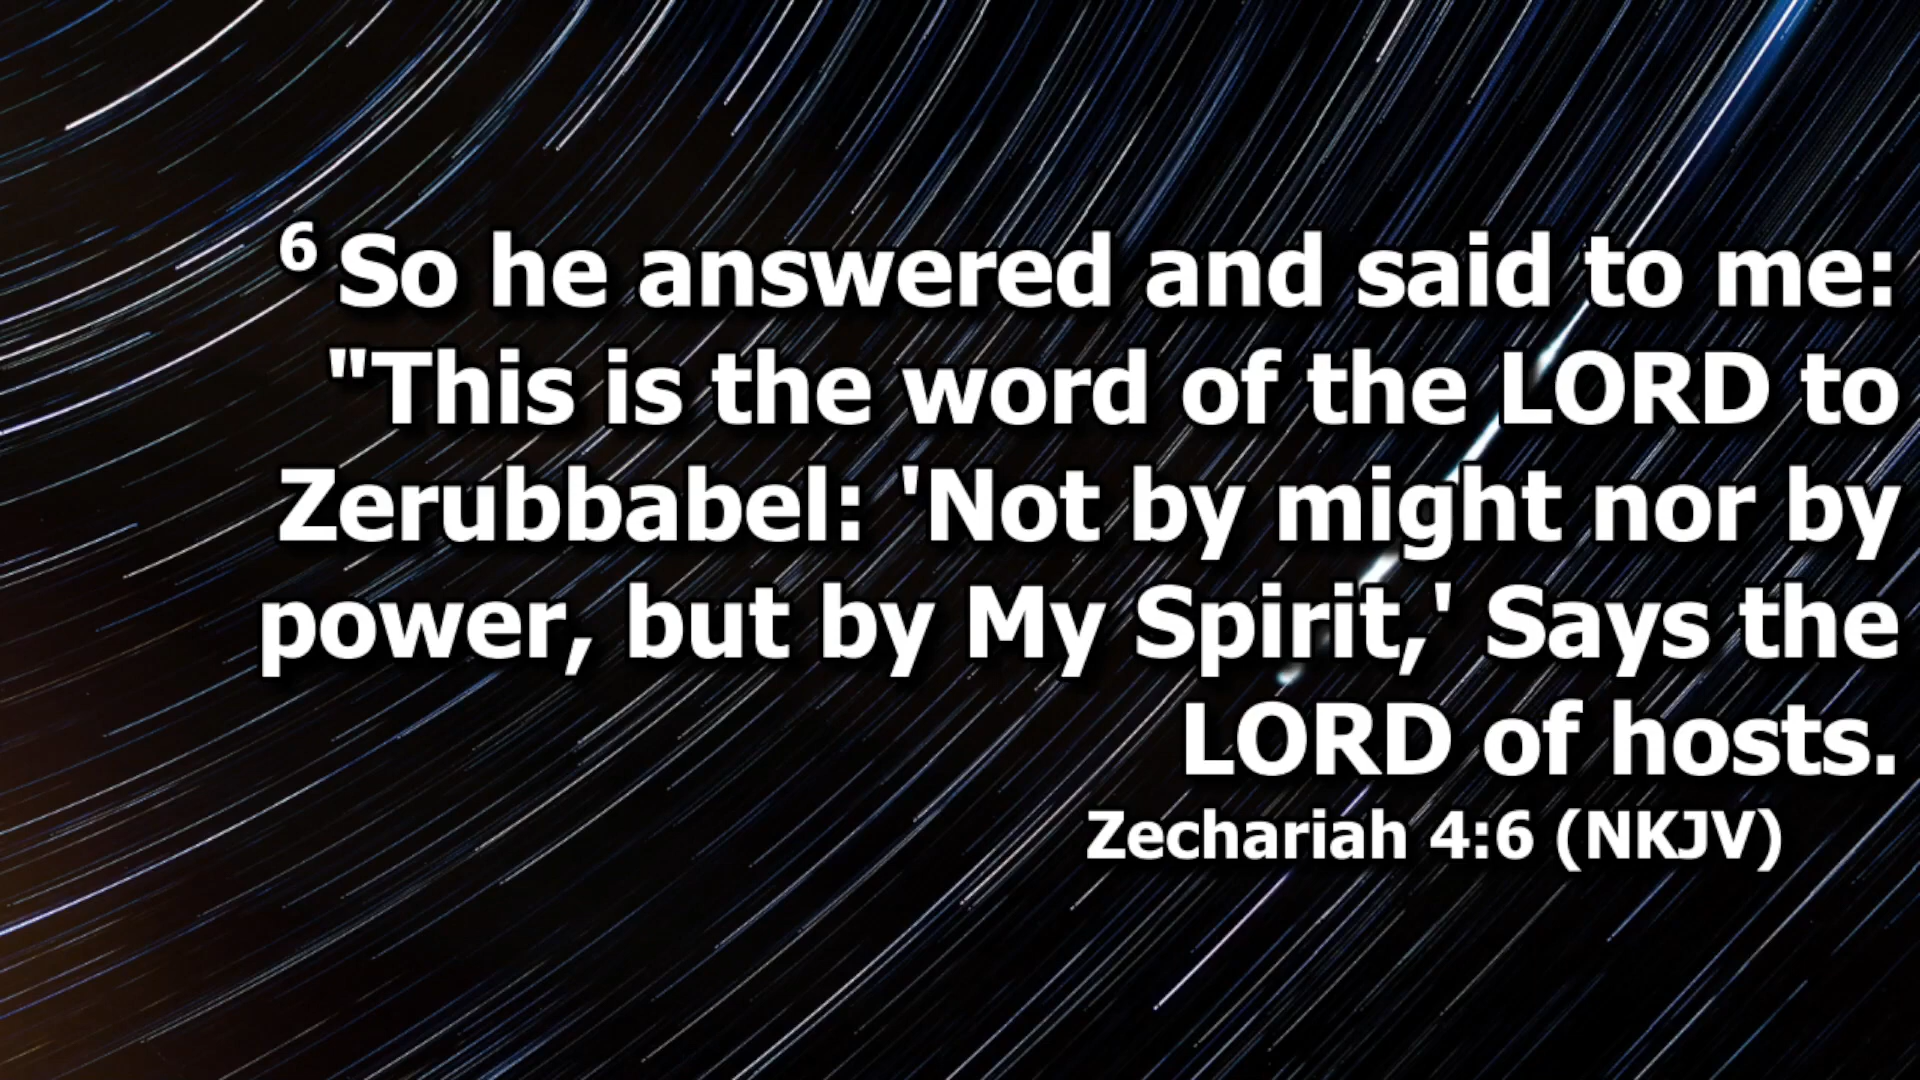 6 So he answered and said to me:
"This is the word of the LORD to
Zerubbabel: 'Not by might nor by
power, but by My Spirit,' Says the
LORD of hosts.
Zechariah 4:6 (NKJV)